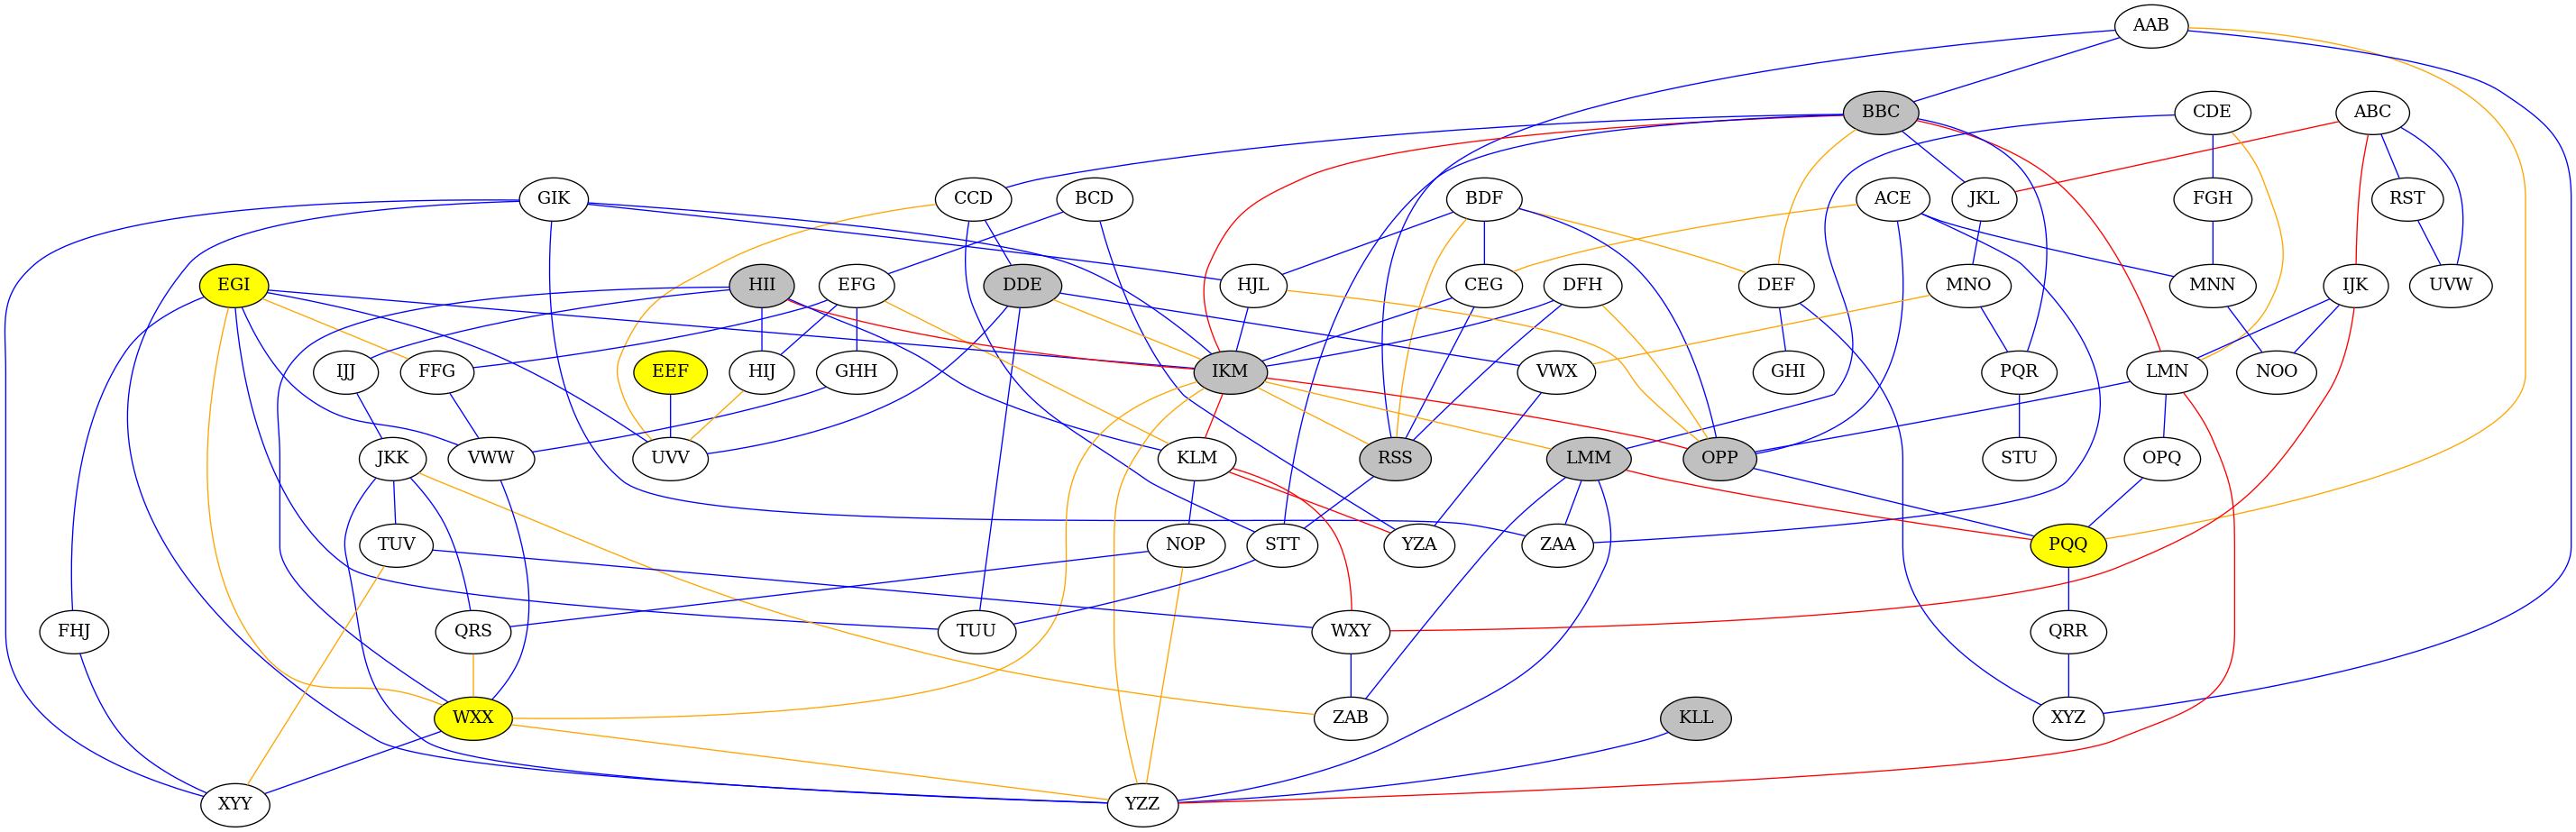 AAB
BBC CDE ABC
GIK CCD BCD BDF ACE JKL FGH RST
EGI HII EFG DDE HJL CEG DFH DEF MNO MNN IJK UVW
IJJ FFG EEF HIJ GHH IKM VWX GHI PQR LMN NOO
JKK VWW UVV KLM RSS LMM OPP STU OPQ
TUV NOP STT YZA ZAA PQQ
FHJ QRS TUU WXY QRR
WXX ZAB KLL XYZ
XYY YZZ